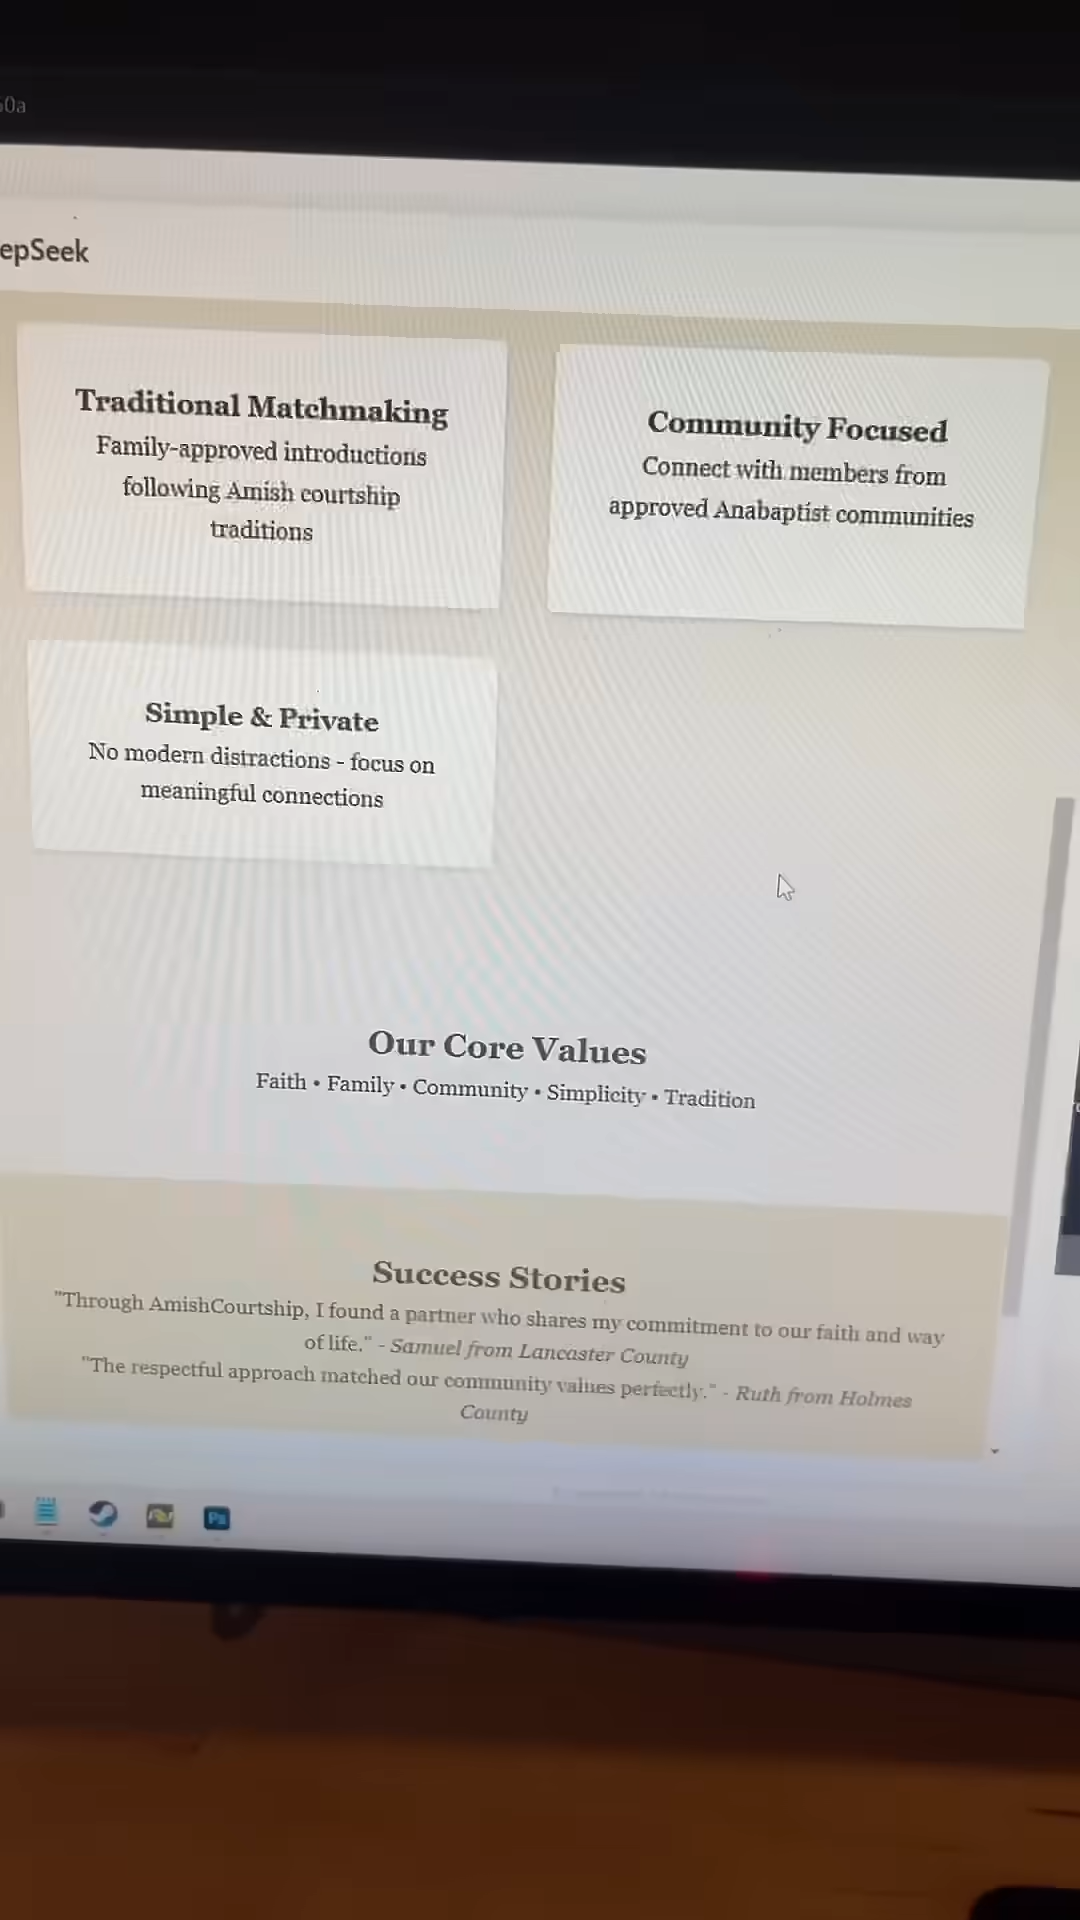 60a
epSeek
Traditional Matchmaking
Family-approved introductions
following Amish courtship
traditions
Community Focused
Connect with members from
approved Anabaptist communities
Simple & Private
No modern distractions - focus on
meaningful connections
Our Core Values
Faith • Family • Community • Simplicity • Tradition
Success Stories
"Through AmishCourtship, I found a partner who shares my commitment to our faith and way
of life." - Samuel from Lancaster County
"The respectful approach matched our community values perfectly." - Ruth from Holmes
County
Ps